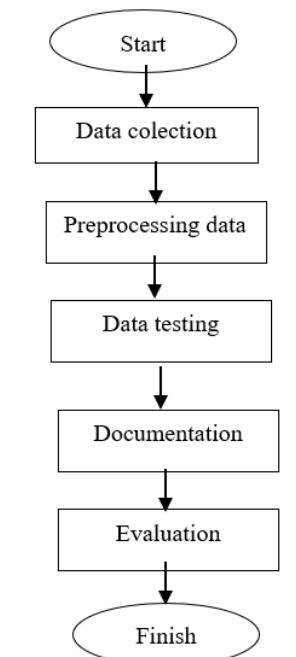 Start
Data colection
Preprocessing data
Data testing
Documentation
Evaluation
Finish